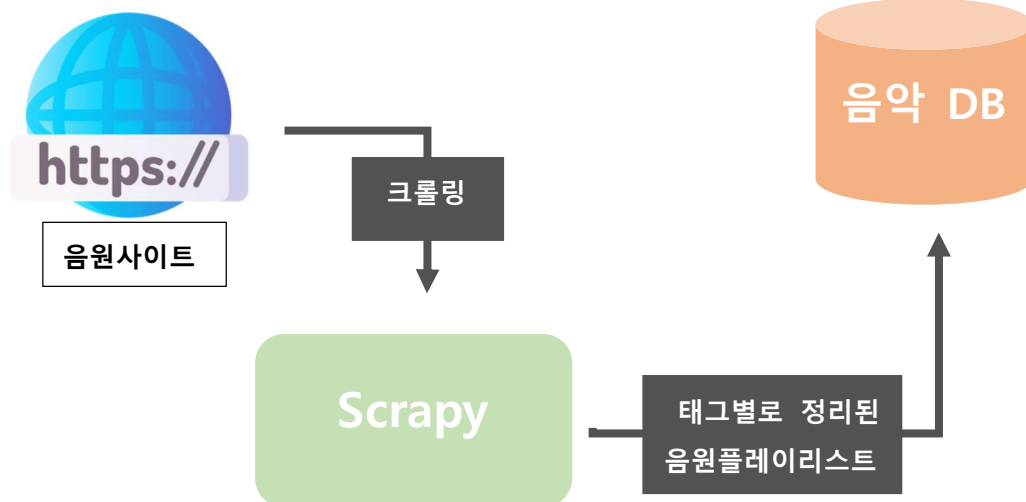 https://
음원사이트
크롤링
음악 DB
Scrapy
태그별로 정리된
음원플레이리스트